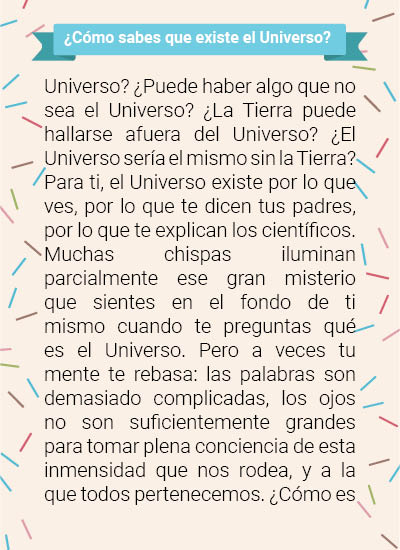 ¿Cómo sabes que existe el Universo?
Universo? ¿Puede haber algo que no
sea el Universo? ¿La Tierra puede
hallarse afuera del Universo? ¿El
Universo sería el mismo sin la Tierra?
Para ti, el Universo existe por lo que
ves, por lo que te dicen tus padres,
por lo que te explican los científicos.
Muchas chispas iluminan
parcialmente ese gran misterio
que sientes en el fondo de ti
mismo cuando te preguntas qué
es el Universo. Pero a veces tu
mente te rebasa: las palabras son
demasiado complicadas, los ojos
no son suficientemente grandes
para tomar plena conciencia de esta
inmensidad que nos rodea, y a la
que todos pertenecemos. ¿Cómo es